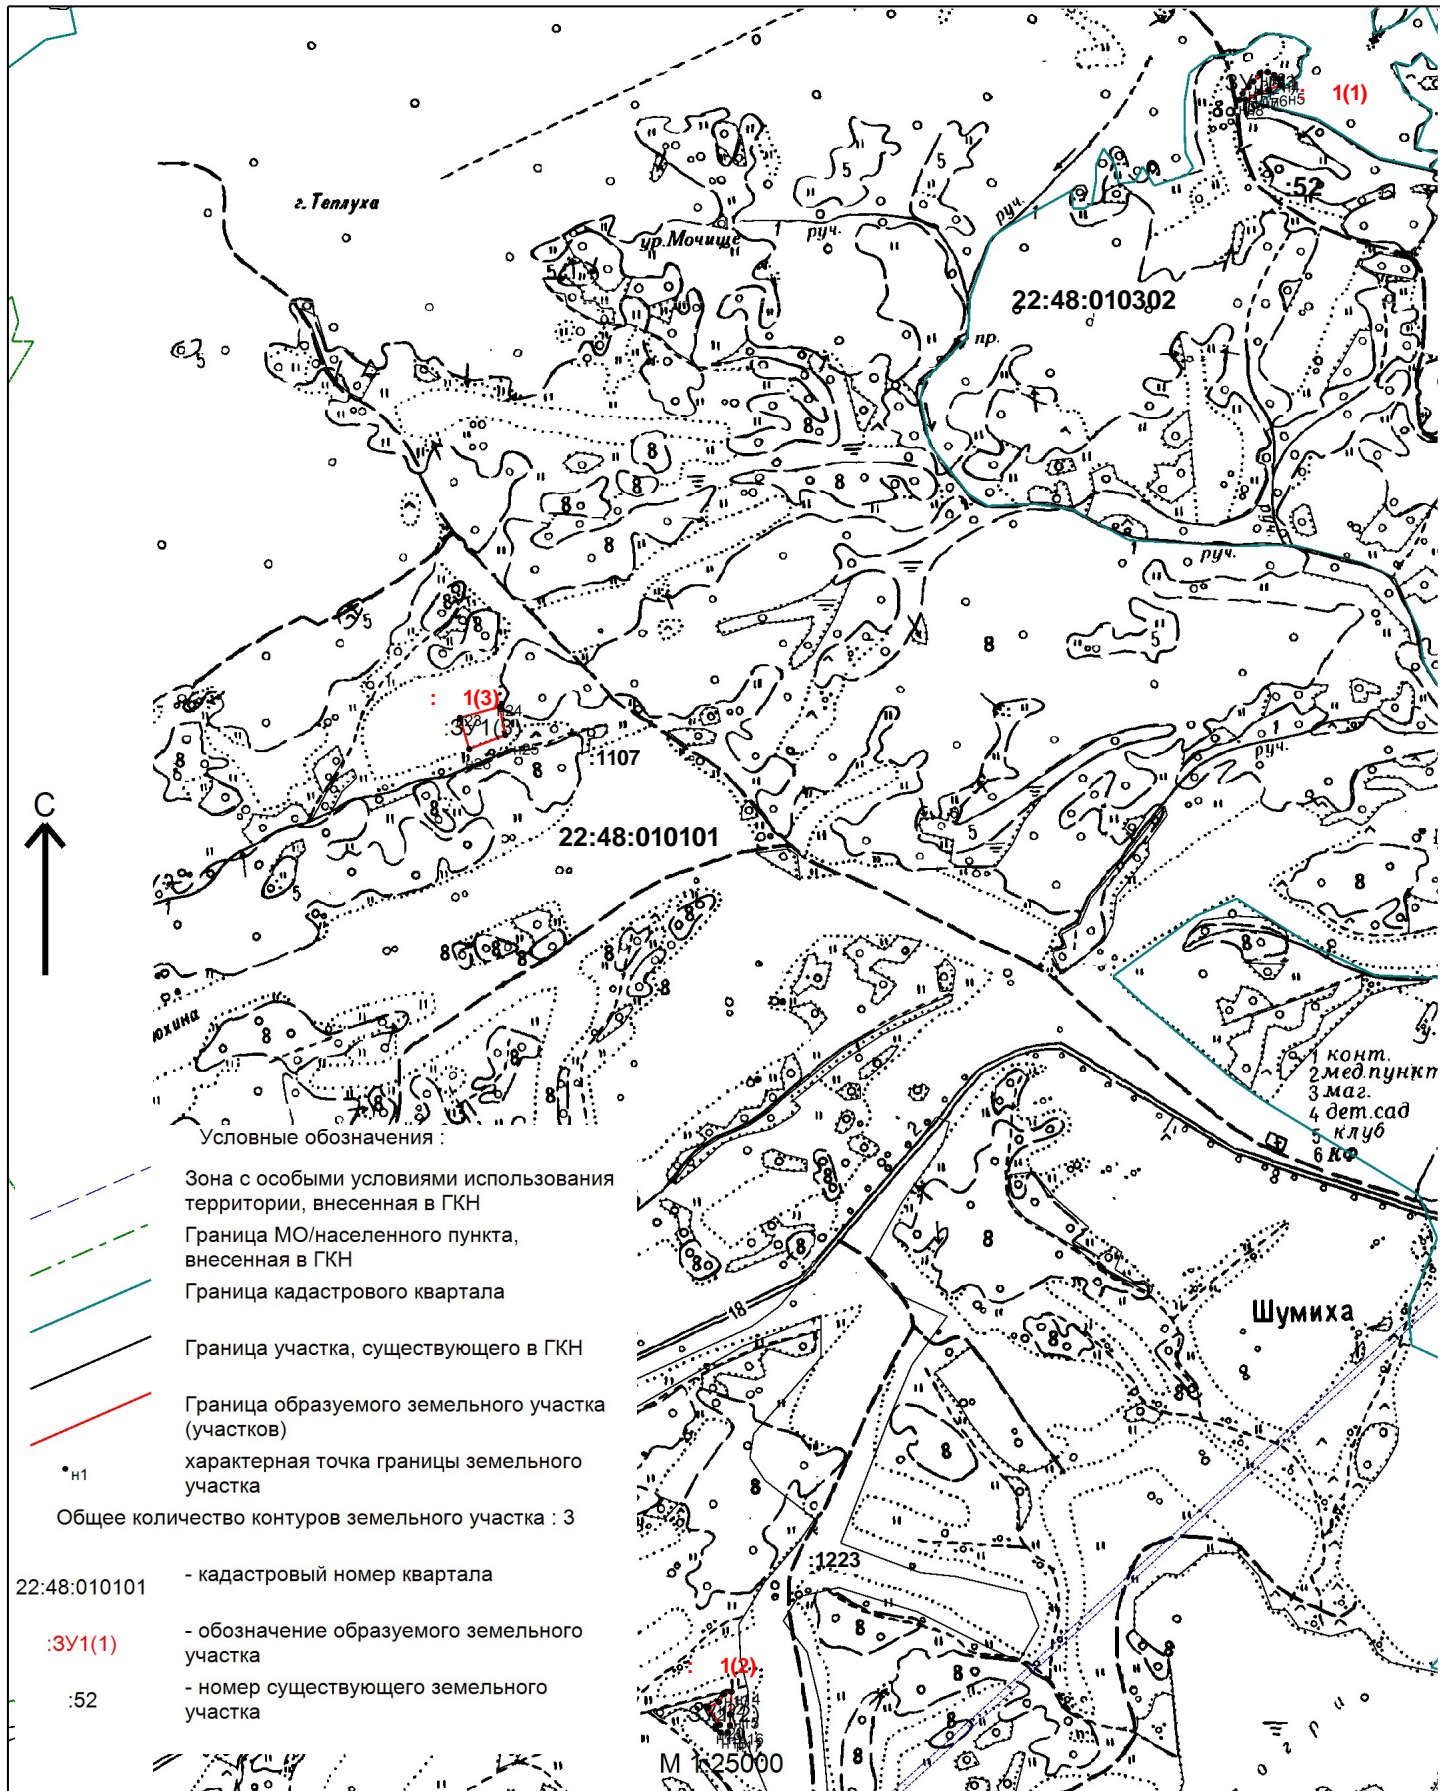 1(1)
:52
г. Теплуха
ур. Мочище
руч.
руч.
22:48:010302
пр.
руч.
руч.
: 1(3)
:ЗУ1(3)
:1107
С
22:48:010101
руч.
1 конт.
2 мед.пункт
3 маг.
4 дет.сад
5 клуб
6 КФ
Условные обозначения :
Зона с особыми условиями использования
территории, внесенная в ГКН
Граница МО/населенного пункта,
внесенная в ГКН
Граница кадастрового квартала
18
Шумиха
Граница участка, существующего в ГКН
Граница образуемого земельного участка
(участков)
н1
характерная точка границы земельного
участка
Общее количество контуров земельного участка : 3
:1223
22:48:010101
- кадастровый номер квартала
:ЗУ1(1)
- обозначение образуемого земельного
участка
: 1(2)
:52
- номер существующего земельного
участка
М 1:25000